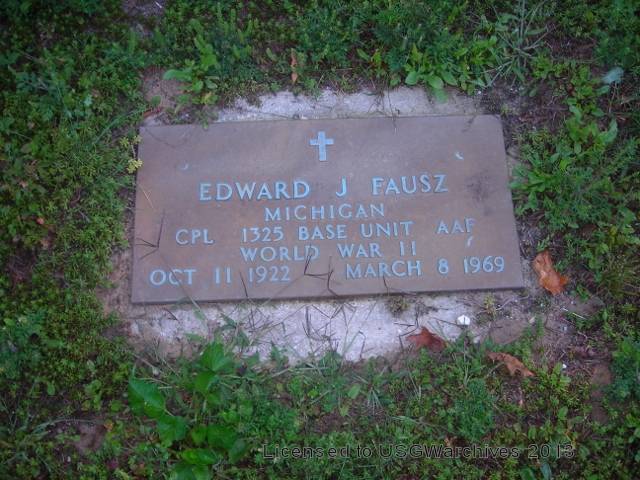 EDWARD J FAUSZ
MICHIGAN
CPL 1325 BASE UNIT AAF
WORLD WAR II
OCT 11 1922 MARCH 8 1969
Licensed to USGWarchives 2013